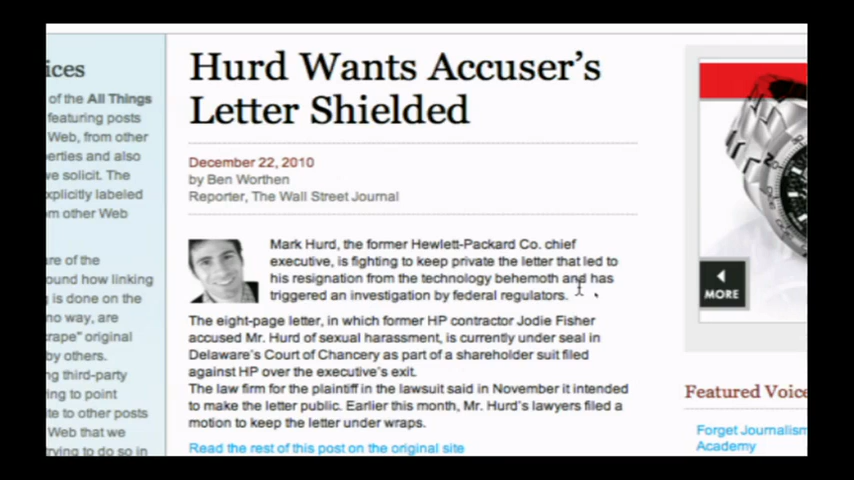 ices
of the All Things
featuring posts
Web, from other
erties and also
we solicit. The
explicitly labeled
m other Web
are of the
ound how linking
g is done on the
no way, are
rape" original
by others.
ng third-party
ing to point
te to other posts
Web that we
trying to do so in
Hurd Wants Accuser's
Letter Shielded
December 22, 2010
by Ben Worthen
Reporter, The Wall Street Journal
Mark Hurd, the former Hewlett-Packard Co. chief
executive, is fighting to keep private the letter that led to
his resignation from the technology behemoth and has
triggered an investigation by federal regulators.
The eight-page letter, in which former HP contractor Jodie Fisher
accused Mr. Hurd of sexual harassment, is currently under seal in
Delaware's Court of Chancery as part of a shareholder suit filed
against HP over the executive's exit.
The law firm for the plaintiff in the lawsuit said in November it intended
to make the letter public. Earlier this month, Mr. Hurd's lawyers filed a
motion to keep the letter under wraps.
Read the rest of this post on the original site
MORE
Featured Voice
Forget Journalism
Academy